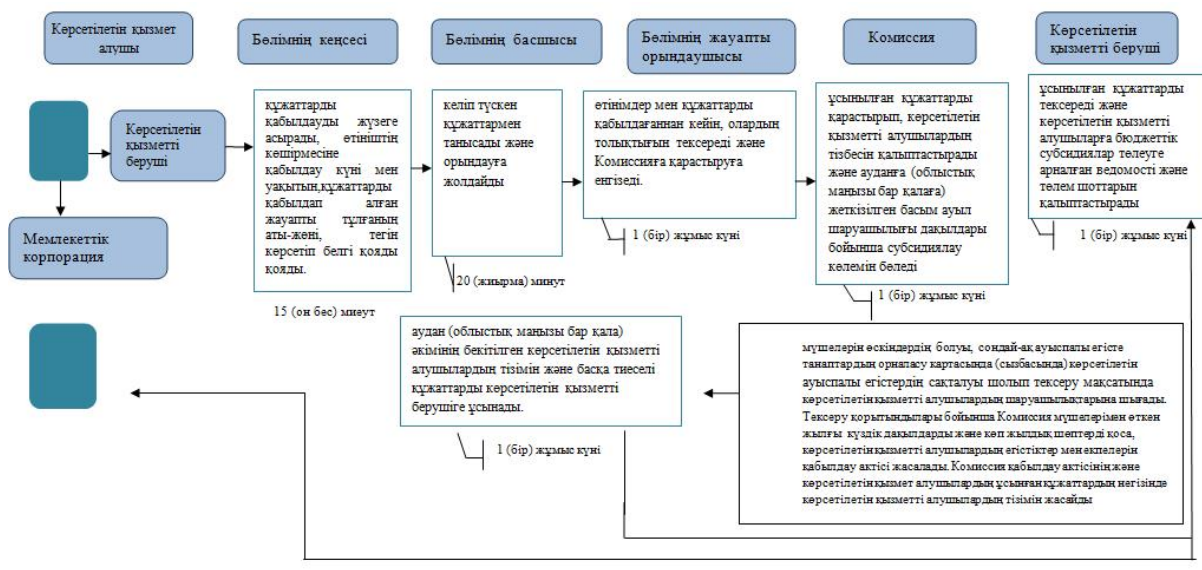 Көрсетілетін қызмет
алушы
Бөлімнің кеңсесі
Бөлімнің басшысы
Бөлімнің жауапты
орындаушысы
Комиссия
Көрсетілетін
қызметті беруші
Көрсетілетін
қызметті
беруші
Мемлекеттік
корпорация
құжаттарды
қабылдауды жүзеге
асырады, өтініштің
көшірмесіне
қабылдау күні мен
уақытын,құжаттарды
қабылдап алған
жауапты тұлғаның
аты-жөні, тегін
көрсетіп белгі қояды
қояды.
15 (он бес) миеут
келіп түскен
құжаттармен
танысады және
орындауға
жолдайды
20 (жиырма) минут
өтінімдер мен құжаттарды
қабылдағаннан кейін, олардың
толықтығын тексереді және
Комиссияға қарастыруға
енгізеді.
1 (бір) жұмыс күні
ұсынылған құжаттарды
қарастырып, көрсетілетін
қызметті алушылардың
тізбесін қалыптастырады
және ауданға (облыстық
маңызы бар қалаға)
жеткізілген басым ауыл
шаруашылығы дақылдары
бойынша субсидиялау
көлемін бөледі
1 (бір) жұмыс күні
ұсынылған құжаттарды
тексереді және
көрсетілетін қызметті
алушыларға бюджеттік
субсидиялар төлеуге
арналған ведомості және
төлем шоттарын
қалыптастырады
1 (бір) жұмыс күні
аудан (облыстық маңызы бар қала)
әкімінің бекітілген көрсетілетін қызметті
алушылардың тізімін және басқа тиеселі
құжаттарды көрсетілетін қызметті
берушіге ұсынады.
1 (бір) жұмыс күні
мүшелерін өскіндердің болуы, сондай-ақ ауыспалы егісте
танаптардың орналасу картасында (сызбасында) көрсетілетін
ауыспалы егістердің сақталуы шолып тексеру мақсатында
көрсетілетін қызметті алушылардың шаруашылықтарына шығады.
Тексеру қорытындылары бойынша Комиссия мүшелерімен өткен
жылғы күздік дақылдарды және көп жылдық шөптерді қоса,
көрсетілетін қызметті алушылардың егістіктер мен екпелерін
қабылдау актісі жасалады. Комиссия қабылдау актісінің және
көрсетілетін қызмет алушылардың ұсынған құжаттардың негізінде
көрсетілетін қызметті алушылардың тізімін жасайды